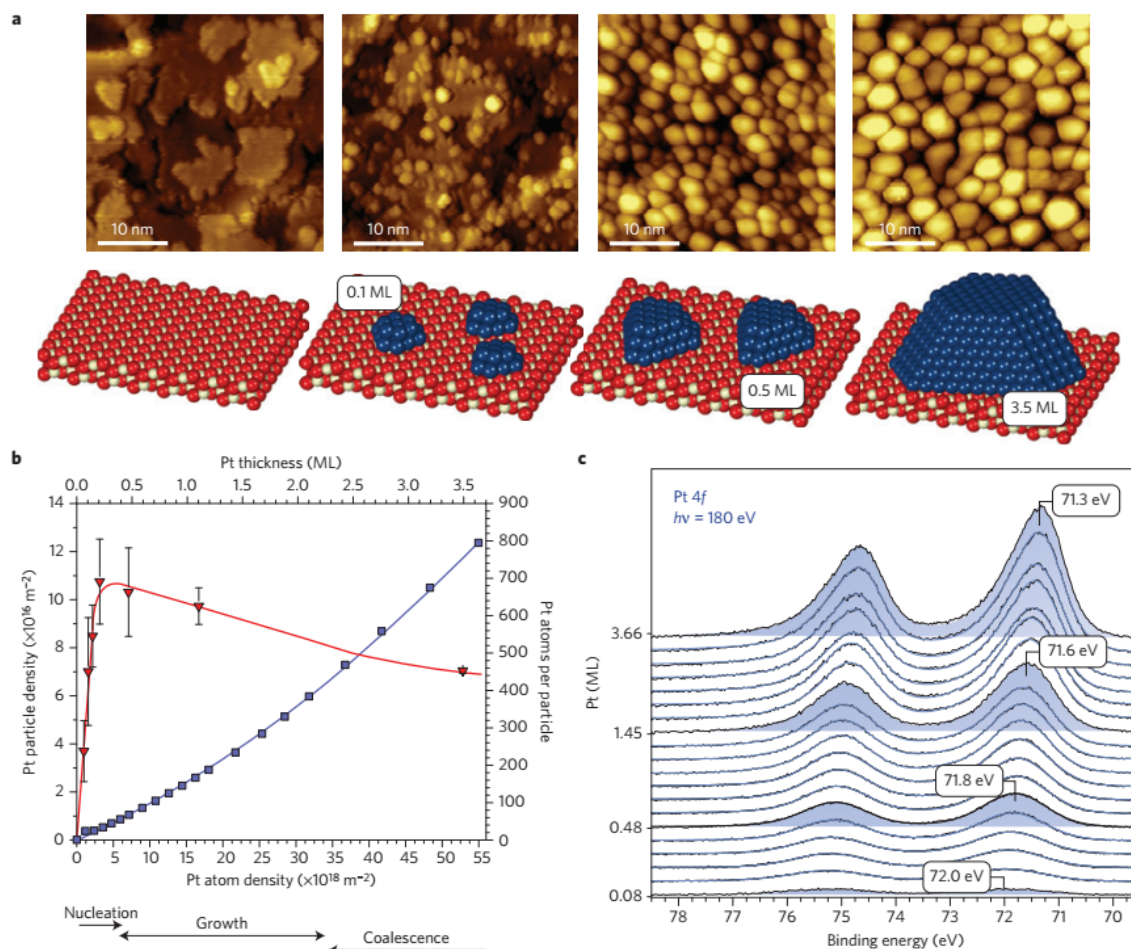 a
10 nm
10 nm
10 nm
10 nm
0.1 ML
0.5 ML
3.5 ML
b
Pt thickness (ML)
0.0 0.5 1.0 1.5 2.0 2.5 3.0 3.5
14
12
10
8
6
4
2
0
Pt particle density (×10¹⁶ m⁻²)
900
800
700
600
500
400
300
200
100
0
Pt atoms per particle
0 5 10 15 20 25 30 35 40 45 50 55
Pt atom density (×10¹⁸ m⁻²)
Nucleation
Growth
Coalescence
c
Pt 4f
hν = 180 eV
71.3 eV
71.6 eV
71.8 eV
72.0 eV
3.66
1.45
0.48
0.08
Pt (ML)
78 77 76 75 74 73 72 71 70
Binding energy (eV)